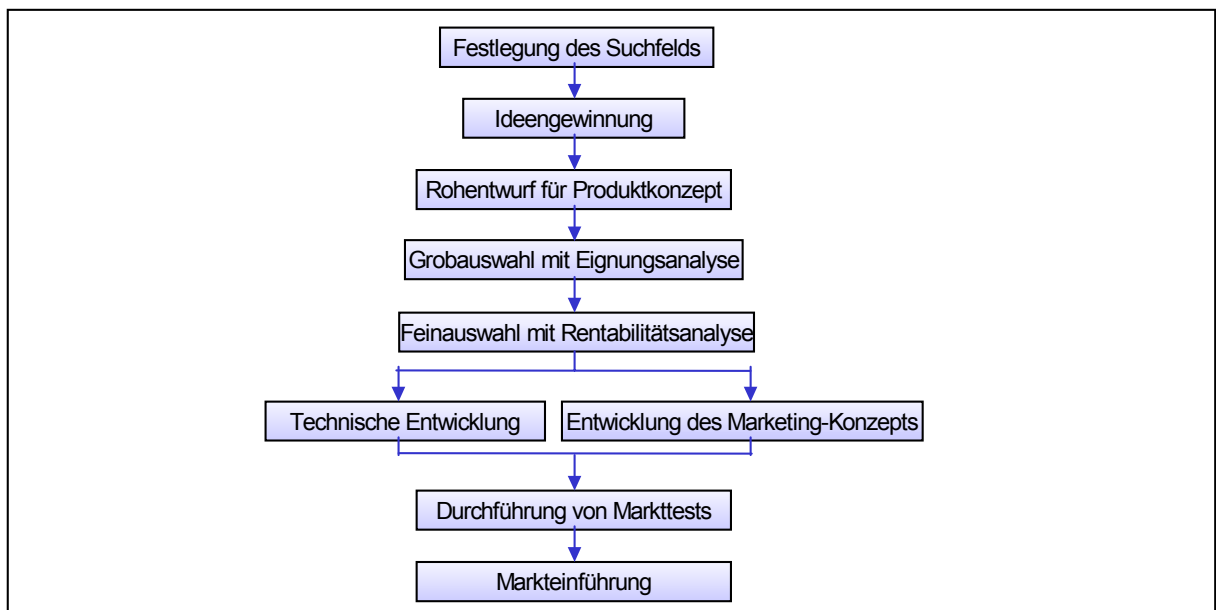 Festlegung des Suchfelds
Ideengewinnung
Rohentwurf für Produktkonzept
Grobauswahl mit Eignungsanalyse
Feinauswahl mit Rentabilitätsanalyse
Technische Entwicklung
Entwicklung des Marketing-Konzepts
Durchführung von Markttests
Markteinführung